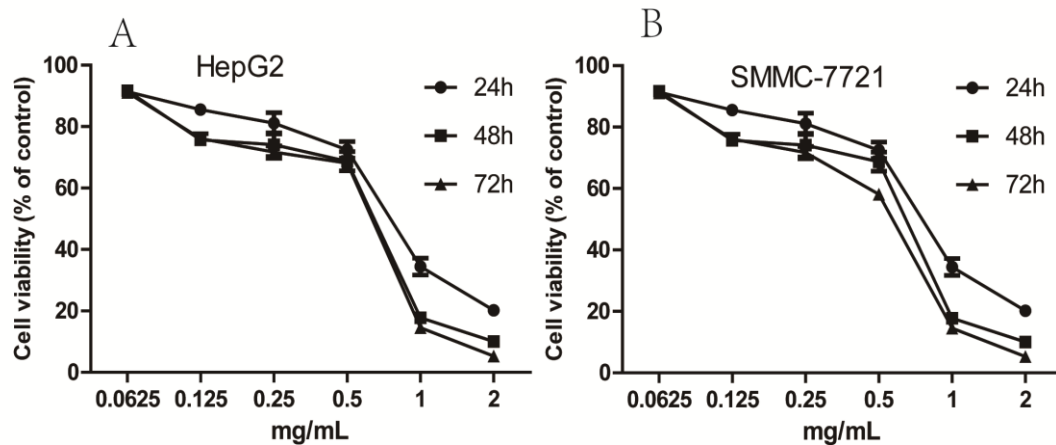 A
HepG2
Cell viability (% of control)
100
80
60
40
20
0
24h
48h
72h
0.0625 0.125 0.25 0.5 1 2
mg/mL
B
SMMC-7721
Cell viability (% of control)
100
80
60
40
20
0
24h
48h
72h
0.0625 0.125 0.25 0.5 1 2
mg/mL